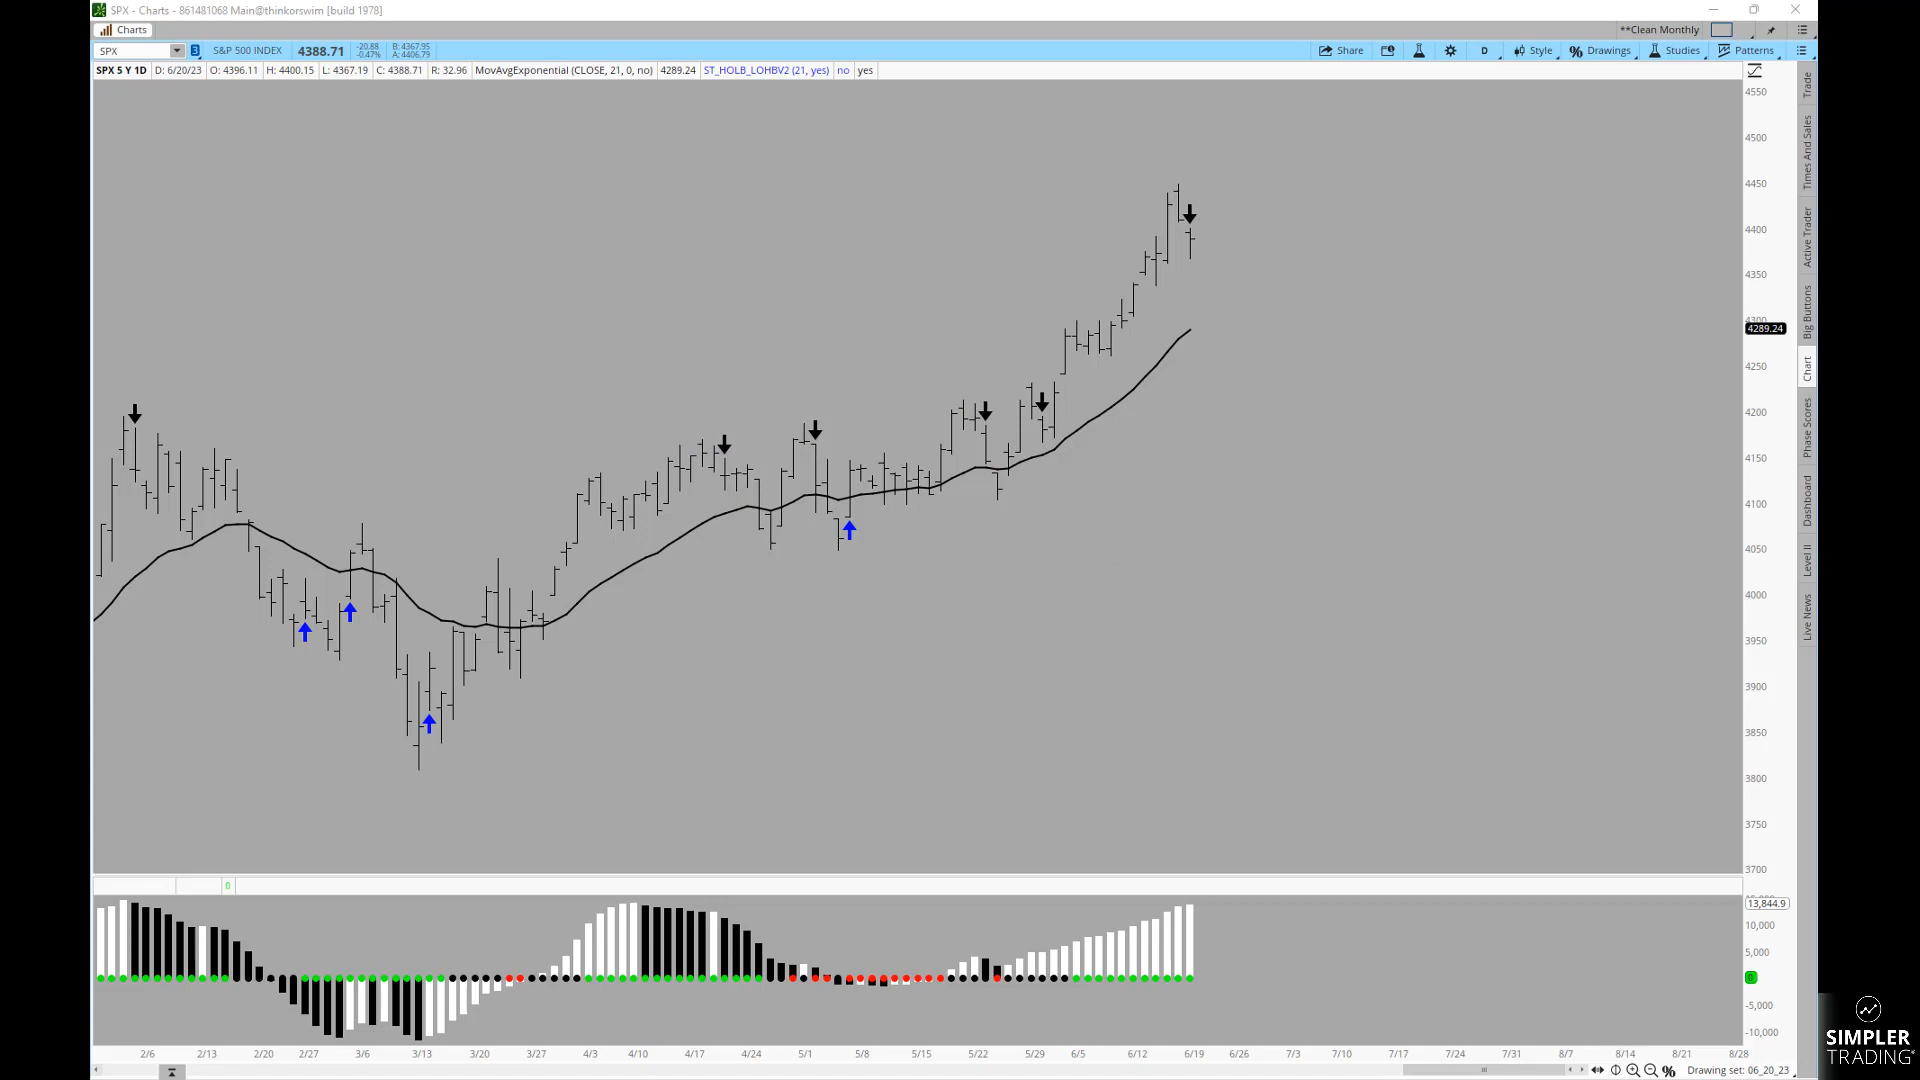 SPX - Charts - 861481068 Main@thinkorswim [build 1978]
Charts
**Clean Monthly
SPX
3
S&P 500 INDEX
4388.71
-20.88
-0.47%
B: 4367.95
A: 4406.79
Share
D
Style
Drawings
Studies
Patterns
SPX 5 Y 1D
D: 6/20/23
O: 4396.11
H: 4400.15
L: 4367.19
C: 4388.71
R: 32.96
MovAvgExponential (CLOSE, 21, 0, no)
4289.24
ST_HOLB_LOHBV2 (21, yes)
no
yes
4550
4500
4450
4400
4350
4300
4289.24
4250
4200
4150
4100
4050
4000
3950
3900
3850
3800
3750
3700
Trade
Times And Sales
Active Trader
Big Buttons
Chart
Phase Scores
Dashboard
Level II
Live News
0
13,844.9
10,000
5,000
0
-5,000
-10,000
2/6
2/13
2/20
2/27
3/6
3/13
3/20
3/27
4/3
4/10
4/17
4/24
5/1
5/8
5/15
5/22
5/29
6/5
6/12
6/19
6/26
7/3
7/10
7/17
7/24
7/31
8/7
8/14
8/21
8/28
Drawing set: 06_20_23
SIMPLER
TRADING